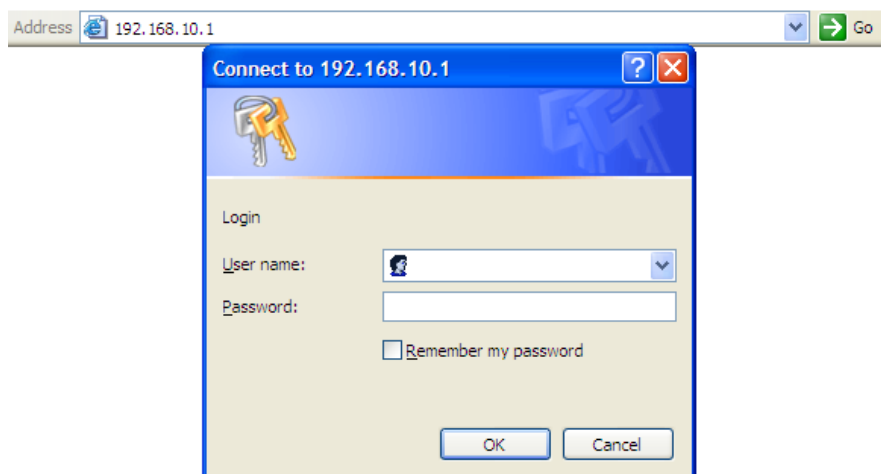 Address 192.168.10.1 Go
Connect to 192.168.10.1
Login
User name:
Password:
Remember my password
OK Cancel